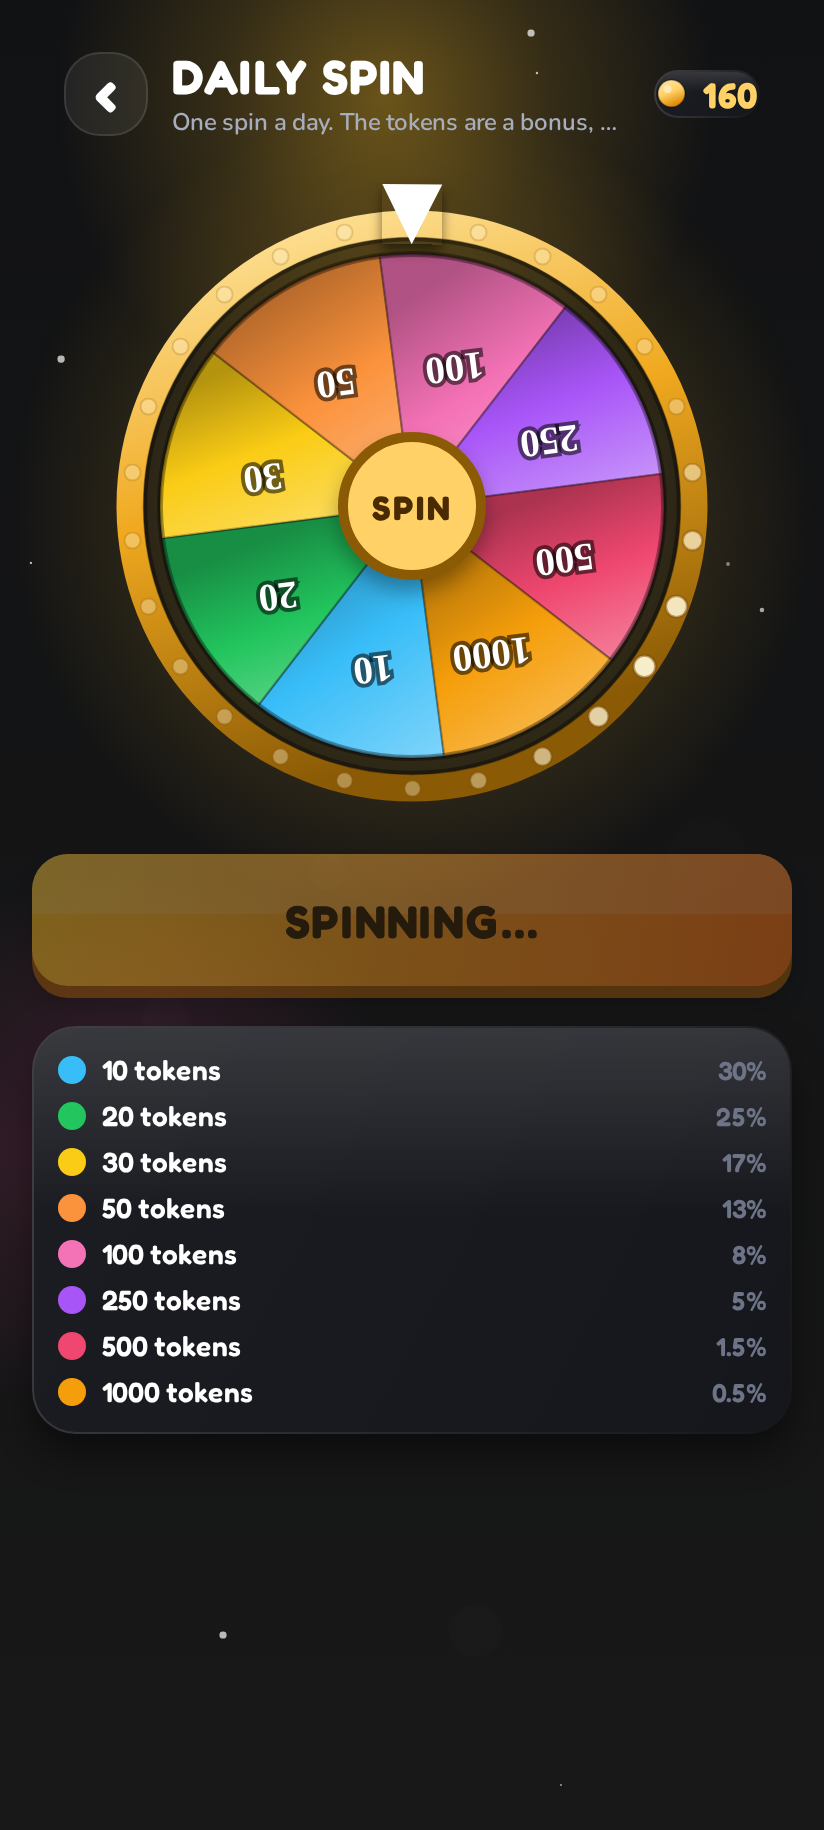 DAILY SPIN
One spin a day. The tokens are a bonus, ...
160
50
100
250
30
SPIN
500
20
10
1000
SPINNING...
10 tokens 30%
20 tokens 25%
30 tokens 17%
50 tokens 13%
100 tokens 8%
250 tokens 5%
500 tokens 1.5%
1000 tokens 0.5%